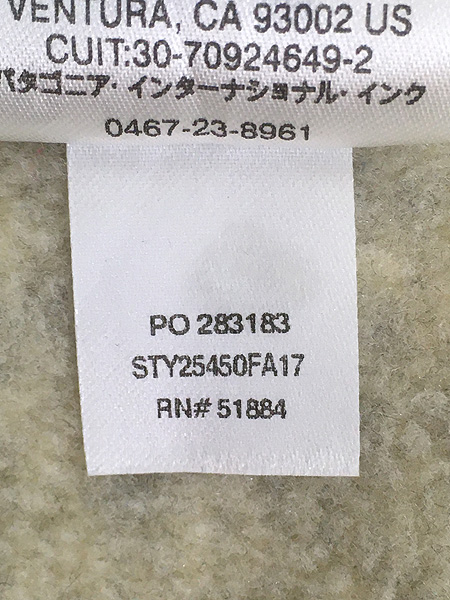 VENTURA, CA 93002 US
CUIT:30-70924649-2
パタゴニア・インターナショナル・インク
0467-23-8961
PO 283183
STY25450FA17
RN# 51884